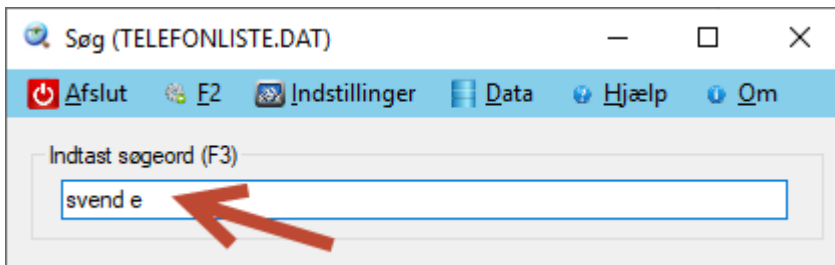 Søg (TELEFONLISTE.DAT)
Afslut F2 Indstillinger Data Hjælp Om
Indtast søgeord (F3)
svend e